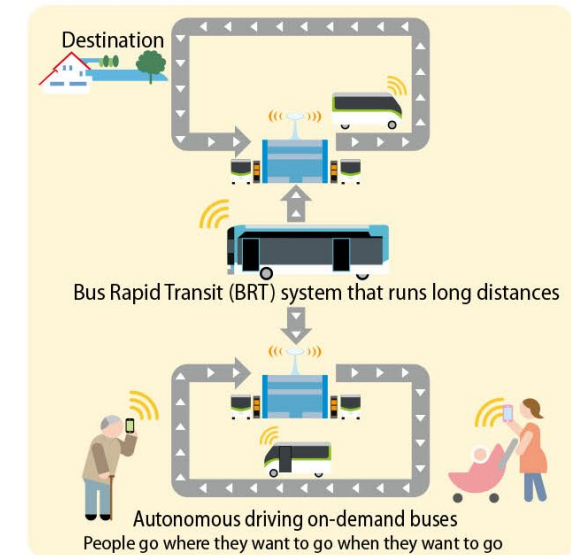 Destination
Bus Rapid Transit (BRT) system that runs long distances
Autonomous driving on-demand buses
People go where they want to go when they want to go